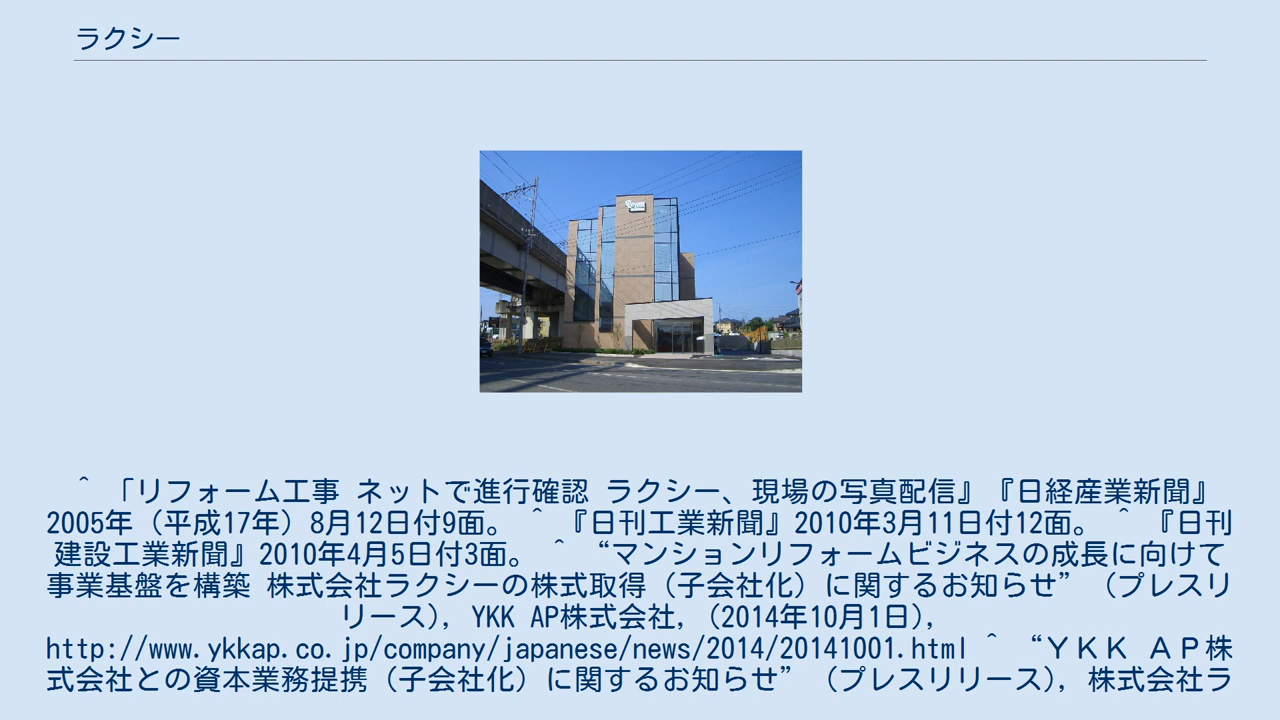 ラクシー
^ 「リフォーム工事 ネットで進行確認 ラクシー、現場の写真配信』『日経産業新聞』
2005年（平成17年）8月12日付9面。 ^ 『日刊工業新聞』2010年3月11日付12面。 ^ 『日刊
建設工業新聞』2010年4月5日付3面。 ^ “マンションリフォームビジネスの成長に向けて
事業基盤を構築 株式会社ラクシーの株式取得（子会社化）に関するお知らせ” （プレスリ
リース）, YKK AP株式会社, （2014年10月1日）,
http://www.ykkap.co.jp/company/japanese/news/2014/20141001.html ^ “ＹＫＫ ＡＰ株
式会社との資本業務提携（子会社化）に関するお知らせ” （プレスリリース）, 株式会社ラ